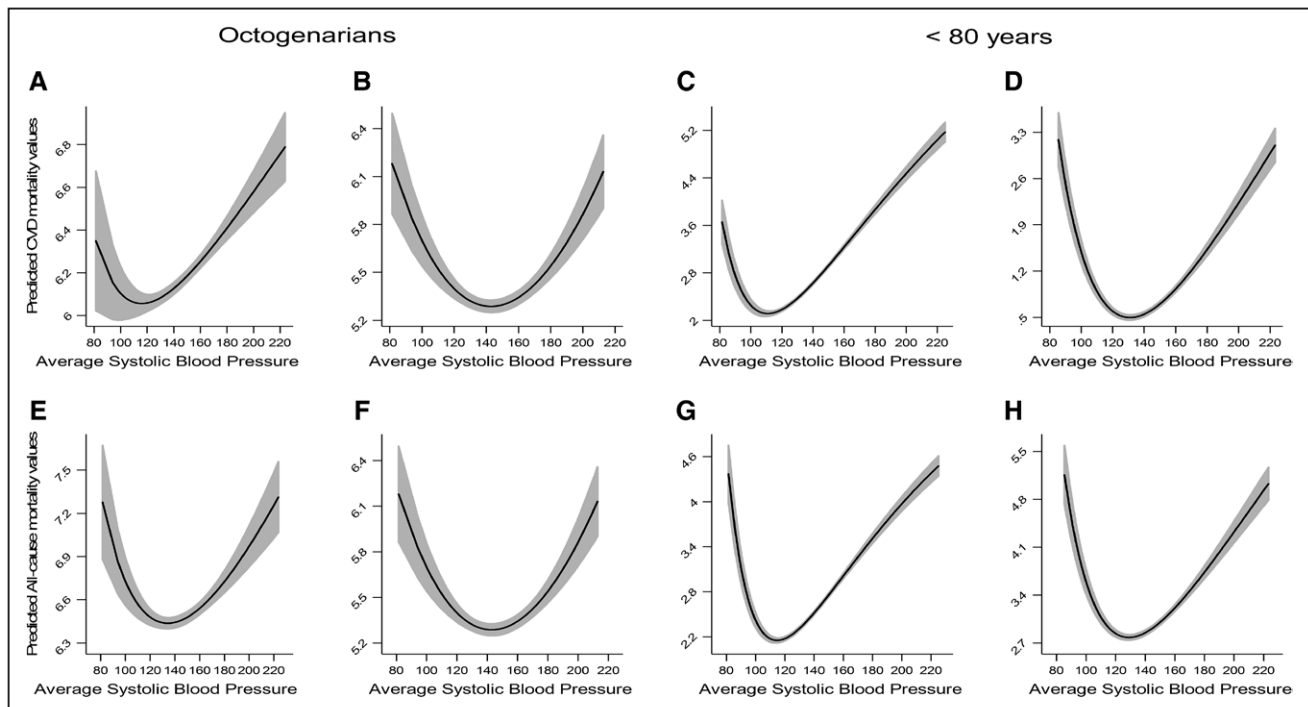 Octogenarians
< 80 years
A
B
C
D
Predicted CVD mortality values
6.8
6.6
6.4
6.2
6
80 100 120 140 160 180 200 220
Average Systolic Blood Pressure
6.4
6.1
5.8
5.5
5.2
80 100 120 140 160 180 200 220
Average Systolic Blood Pressure
5.2
4.4
3.6
2.8
2
80 100 120 140 160 180 200 220
Average Systolic Blood Pressure
3.3
2.6
1.9
1.2
.5
80 100 120 140 160 180 200 220
Average Systolic Blood Pressure
E
F
G
H
Predicted All-cause mortality values
7.5
7.2
6.9
6.6
6.3
80 100 120 140 160 180 200 220
Average Systolic Blood Pressure
6.4
6.1
5.8
5.5
5.2
80 100 120 140 160 180 200 220
Average Systolic Blood Pressure
4.6
4
3.4
2.8
2.2
80 100 120 140 160 180 200 220
Average Systolic Blood Pressure
5.5
4.8
4.1
3.4
2.7
80 100 120 140 160 180 200 220
Average Systolic Blood Pressure